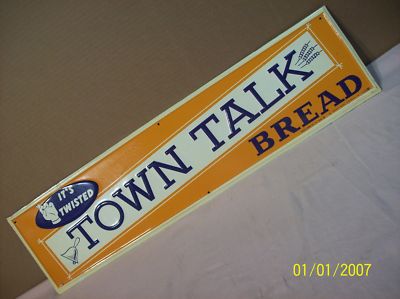 IT'S
TWISTED
TOWN TALK
BREAD
01/01/2007